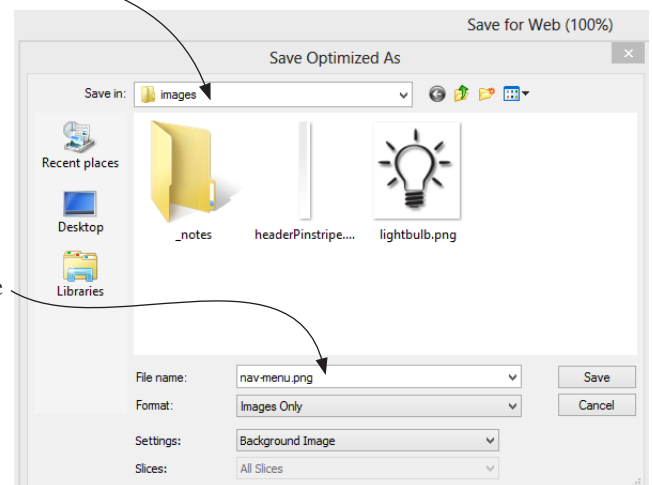 Save for Web (100%)
Save Optimized As
Save in: images
Recent places
Desktop
Libraries
_notes headerPinstripe.... lightbulb.png
e
File name: nav-menu.png Save
Format: Images Only Cancel
Settings: Background Image
Slices: All Slices